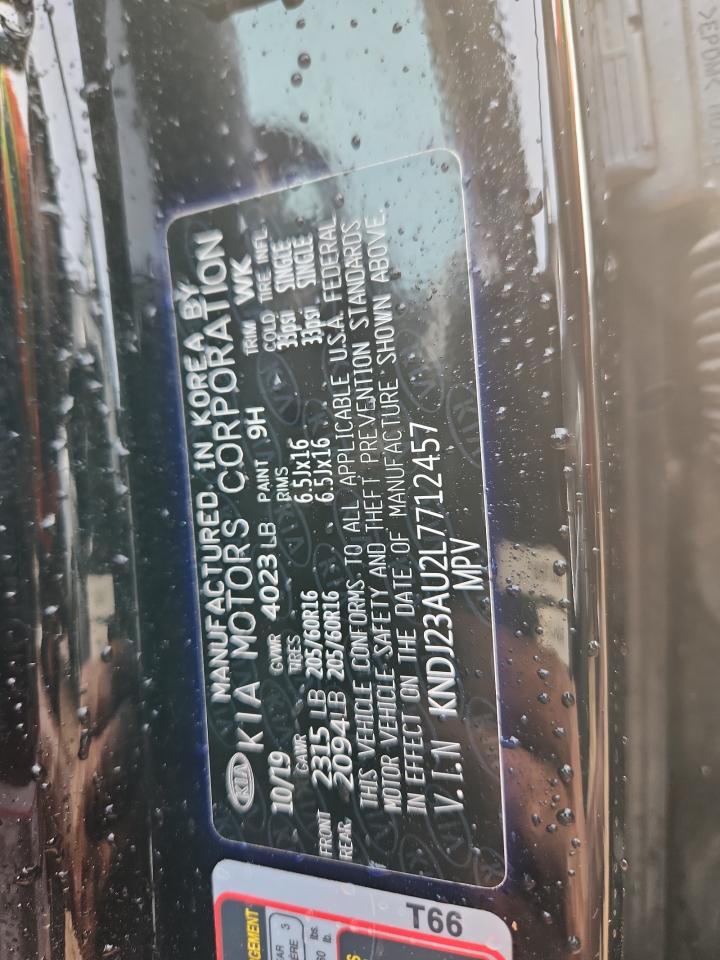 MANUFACTURED IN KOREA BY
KIA KIA MOTORS CORPORATION
10/19 GVWR 4023 LB PAINT 9H TRIM WK
GAWR TIRES RIMS COLD TIRE INFL.
FRONT 2315 LB 205/60R16 6.5Jx16 33psi SINGLE
REAR 2094LB 205/60R16 6.5Jx16 33psi SINGLE
THIS VEHICLE CONFORMS TO ALL APPLICABLE U.S.A. FEDERAL
MOTOR VEHICLE SAFETY AND THEFT PREVENTION STANDARDS
IN EFFECT ON THE DATE OF MANUFACTURE SHOWN ABOVE.
V.I.N KNDJ23AU2L7712457
MPV
T66